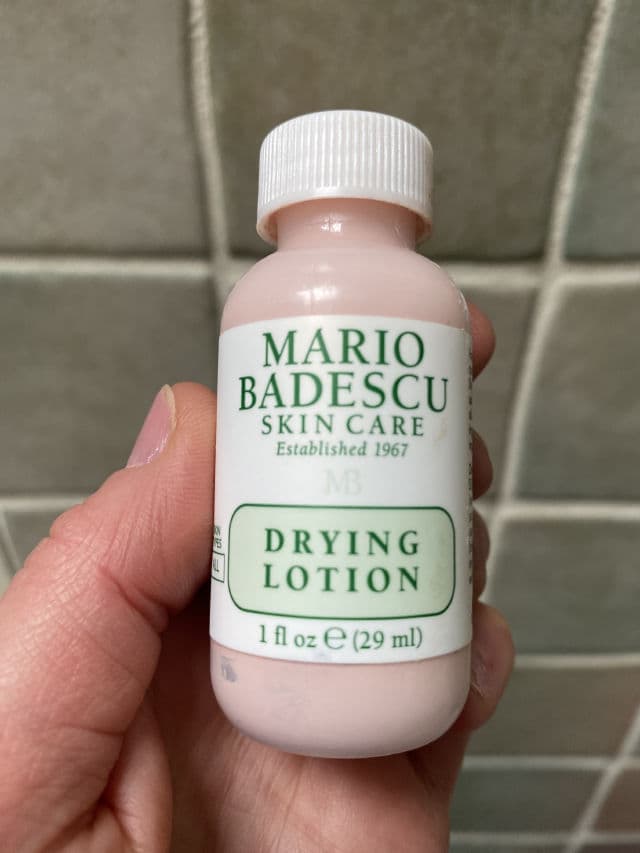 MARIO
BADESCU
SKIN CARE
Established 1967
MB
DRYING
LOTION
1 fl oz ℮ (29 ml)